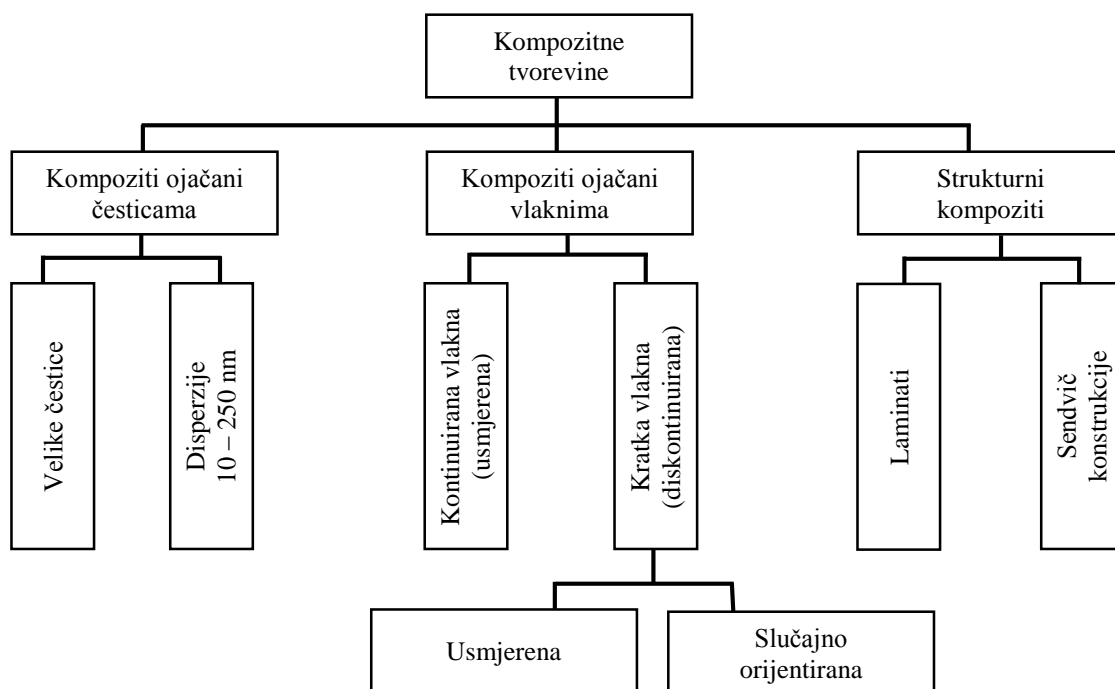 Kompozitne
tvorevine
Kompoziti ojačani
česticama
Kompoziti ojačani
vlaknima
Strukturni
kompoziti
Velike čestice
Disperzije
10 – 250 nm
Kontinuirana vlakna
(usmjerena)
Kratka vlakna
(diskontinuirana)
Laminati
Sendvič
konstrukcije
Usmjerena
Slučajno
orijentirana